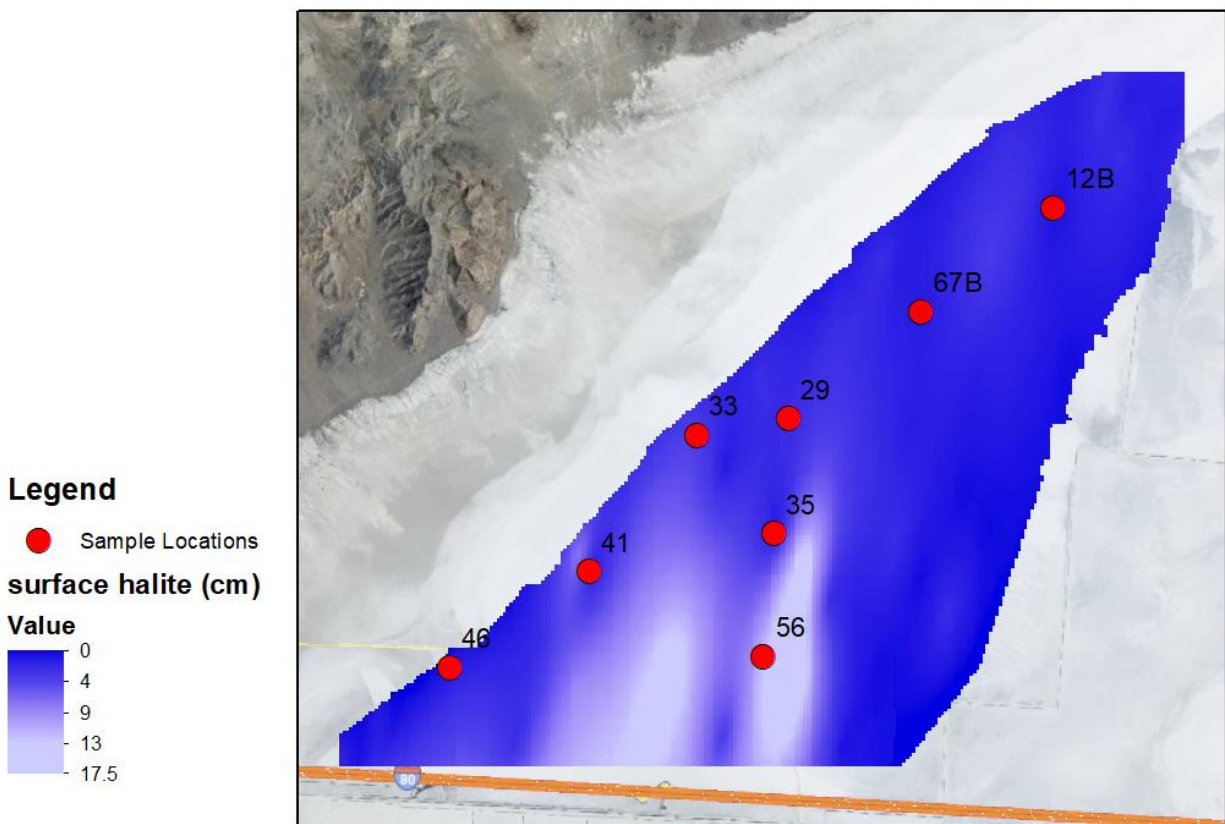 12B
67B
29
33
35
41
56
46
Legend
Sample Locations
surface halite (cm)
Value
0
4
9
13
17.5
80